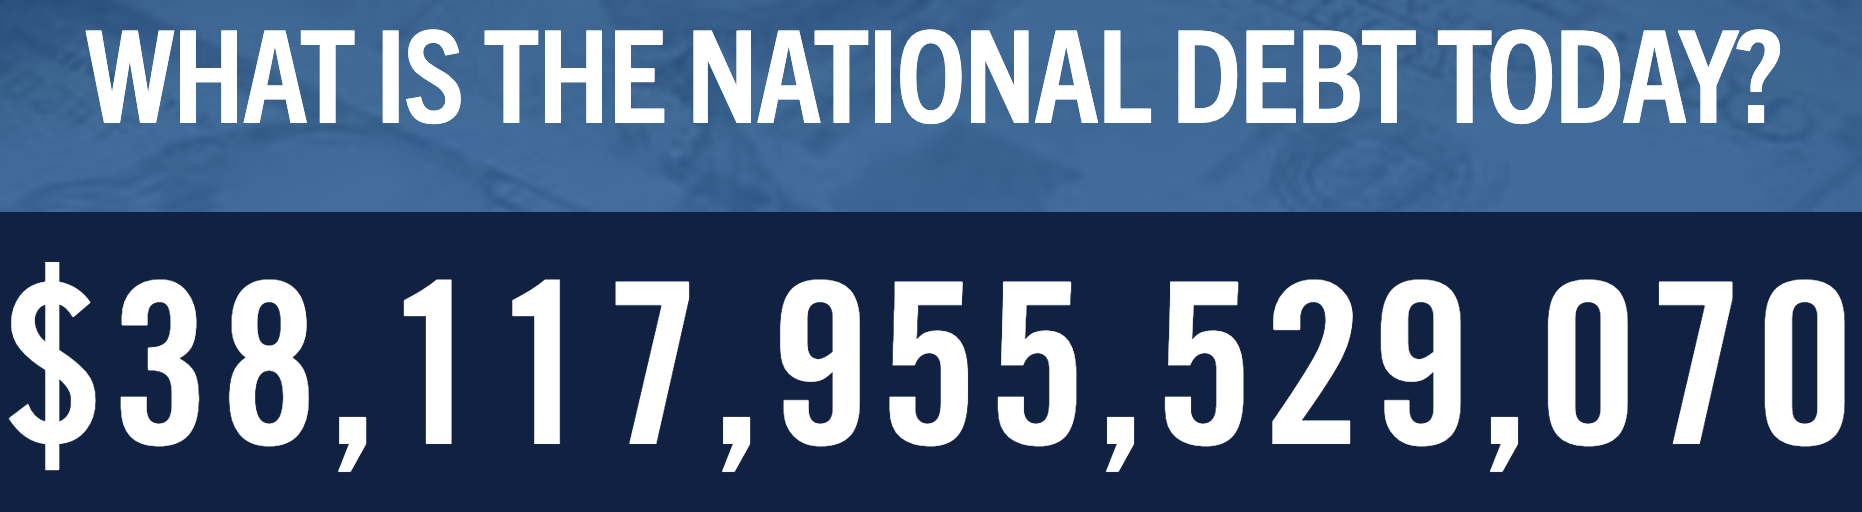 WHAT IS THE NATIONAL DEBT TODAY?
$38,117,955,529,070